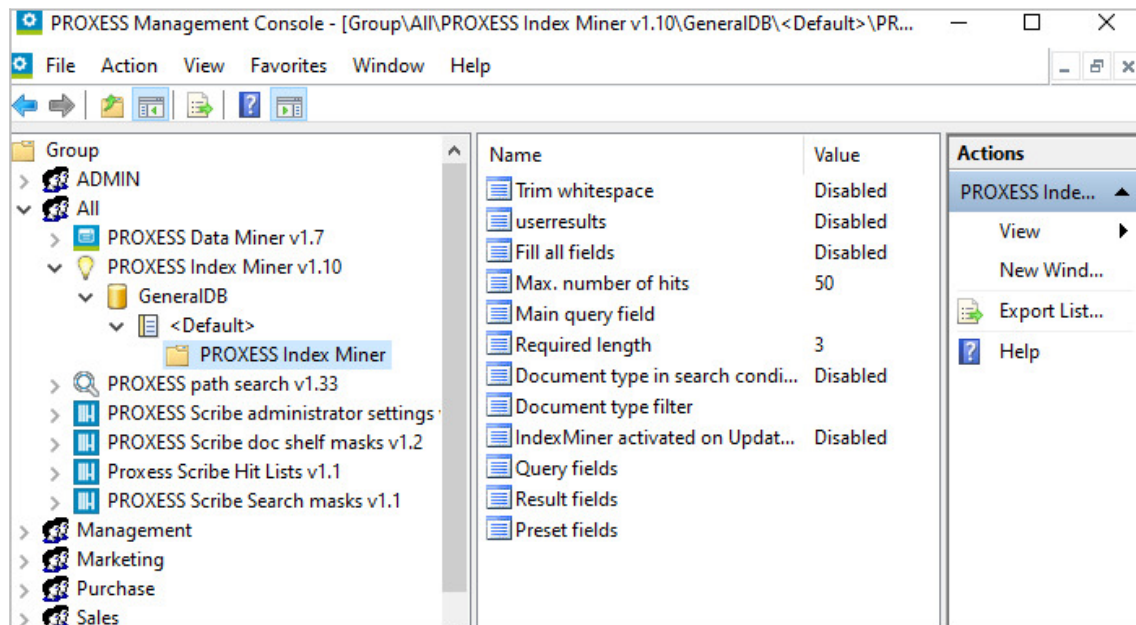 PROXESS Management Console - [Group\All\PROXESS Index Miner v1.10\GeneralDB\<Default>\PR...
File Action View Favorites Window Help
Group
ADMIN
All
PROXESS Data Miner v1.7
PROXESS Index Miner v1.10
GeneralDB
<Default>
PROXESS Index Miner
PROXESS path search v1.33
PROXESS Scribe administrator settings
PROXESS Scribe doc shelf masks v1.2
Proxess Scribe Hit Lists v1.1
PROXESS Scribe Search masks v1.1
Management
Marketing
Purchase
Sales
Name Value
Trim whitespace Disabled
userresults Disabled
Fill all fields Disabled
Max. number of hits 50
Main query field
Required length 3
Document type in search condi... Disabled
Document type filter
IndexMiner activated on Updat... Disabled
Query fields
Result fields
Preset fields
Actions
PROXESS Inde...
View
New Wind...
Export List...
Help